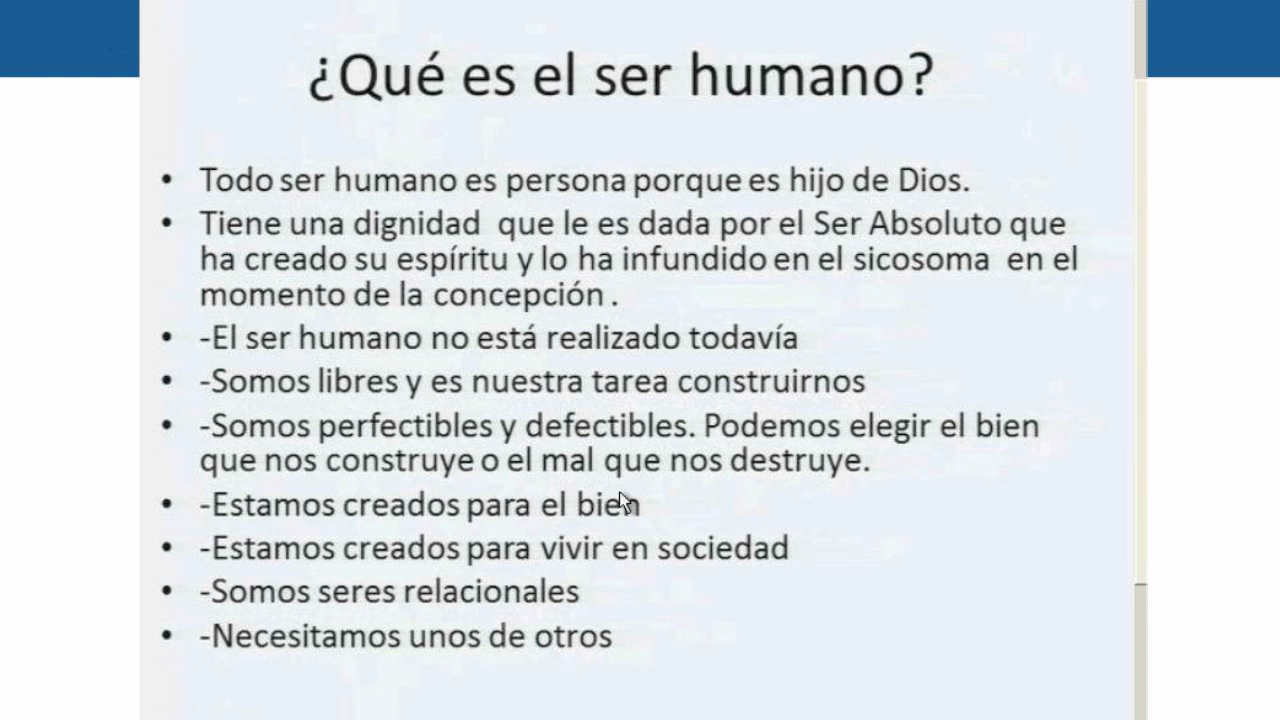 ¿Qué es el ser humano?
• Todo ser humano es persona porque es hijo de Dios.
• Tiene una dignidad que le es dada por el Ser Absoluto que
ha creado su espíritu y lo ha infundido en el sicosoma en el
momento de la concepción .
• -El ser humano no está realizado todavía
• -Somos libres y es nuestra tarea construirnos
• -Somos perfectibles y defectibles. Podemos elegir el bien
que nos construye o el mal que nos destruye.
• -Estamos creados para el bien
• -Estamos creados para vivir en sociedad
• -Somos seres relacionales
• -Necesitamos unos de otros